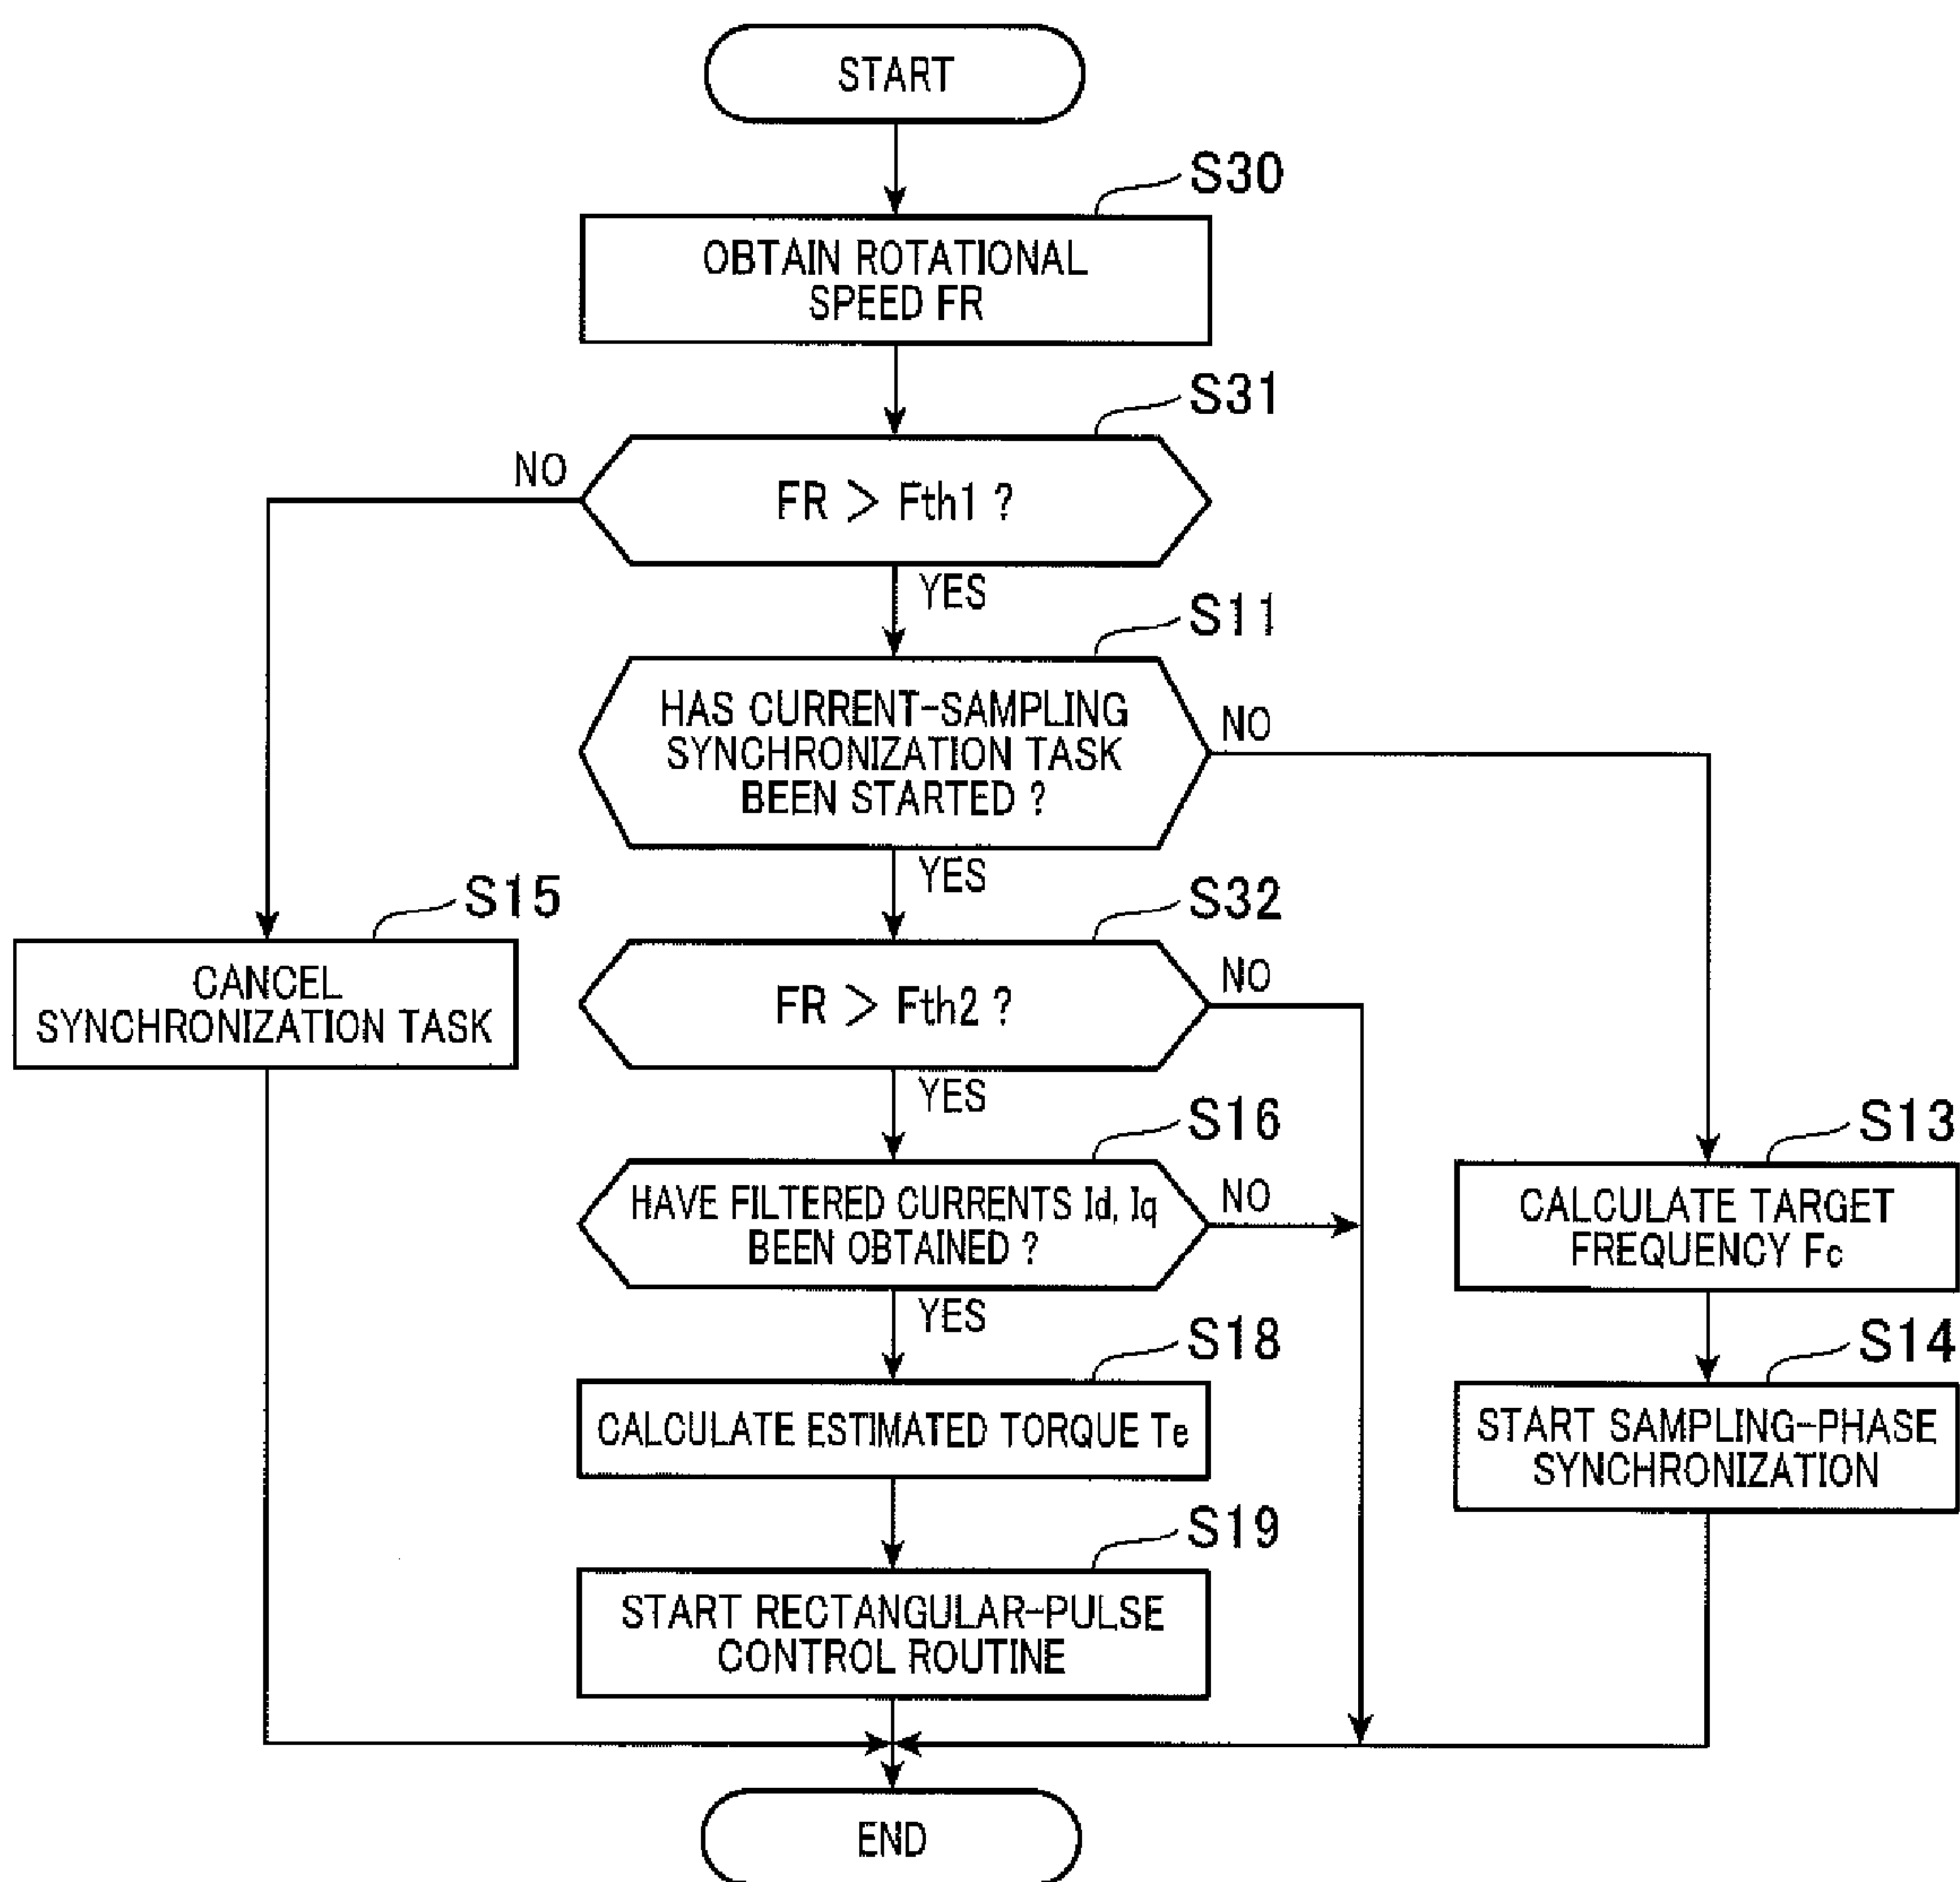 START
S30
OBTAIN ROTATIONAL
SPEED FR
S31
FR > Fth1 ?
NO
YES
S11
HAS CURRENT-SAMPLING
SYNCHRONIZATION TASK
BEEN STARTED ?
NO
YES
S15
CANCEL
SYNCHRONIZATION TASK
S32
FR > Fth2 ?
NO
YES
S16
HAVE FILTERED CURRENTS Id, Iq
BEEN OBTAINED ?
NO
YES
S13
CALCULATE TARGET
FREQUENCY Fc
S18
CALCULATE ESTIMATED TORQUE Te
S14
START SAMPLING-PHASE
SYNCHRONIZATION
S19
START RECTANGULAR-PULSE
CONTROL ROUTINE
END